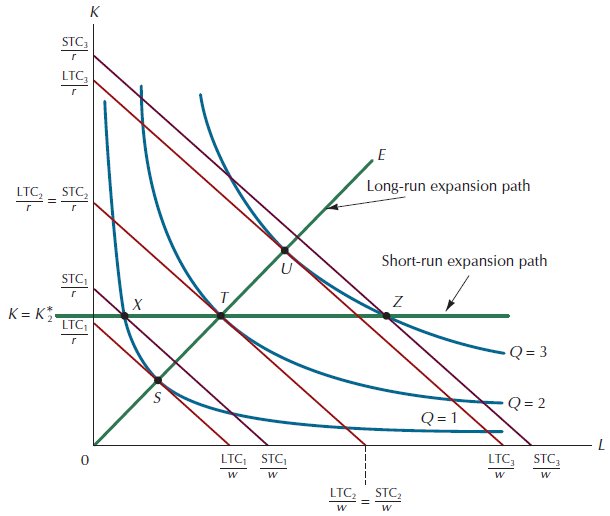 K
STC₃
r
LTC₃
r
E
Long-run expansion path
LTC₂ = STC₂
r r
Short-run expansion path
U
STC₁
r
X
T
Z
K = K₂*
LTC₁
r
Q = 3
S
Q = 2
Q = 1
L
0
LTC₁ STC₁
w w
LTC₃ STC₃
w w
LTC₂ = STC₂
w w